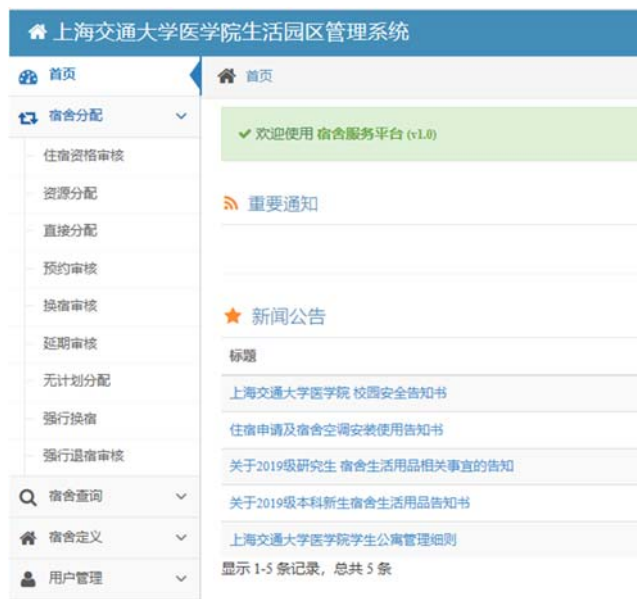 上海交通大学医学院生活园区管理系统
首页
宿舍分配
住宿资格审核
资源分配
直接分配
预约审核
换宿审核
延期审核
无计划分配
强行换宿
强行退宿审核
宿舍查询
宿舍定义
用户管理
首页
欢迎使用 宿舍服务平台 (v1.0)
重要通知
新闻公告
标题
上海交通大学医学院 校园安全告知书
住宿申请及宿舍空调安装使用告知书
关于2019级研究生 宿舍生活用品相关事宜的告知
关于2019级本科新生宿舍生活用品告知书
上海交通大学医学院学生公寓管理细则
显示 1-5 条记录，总共 5 条